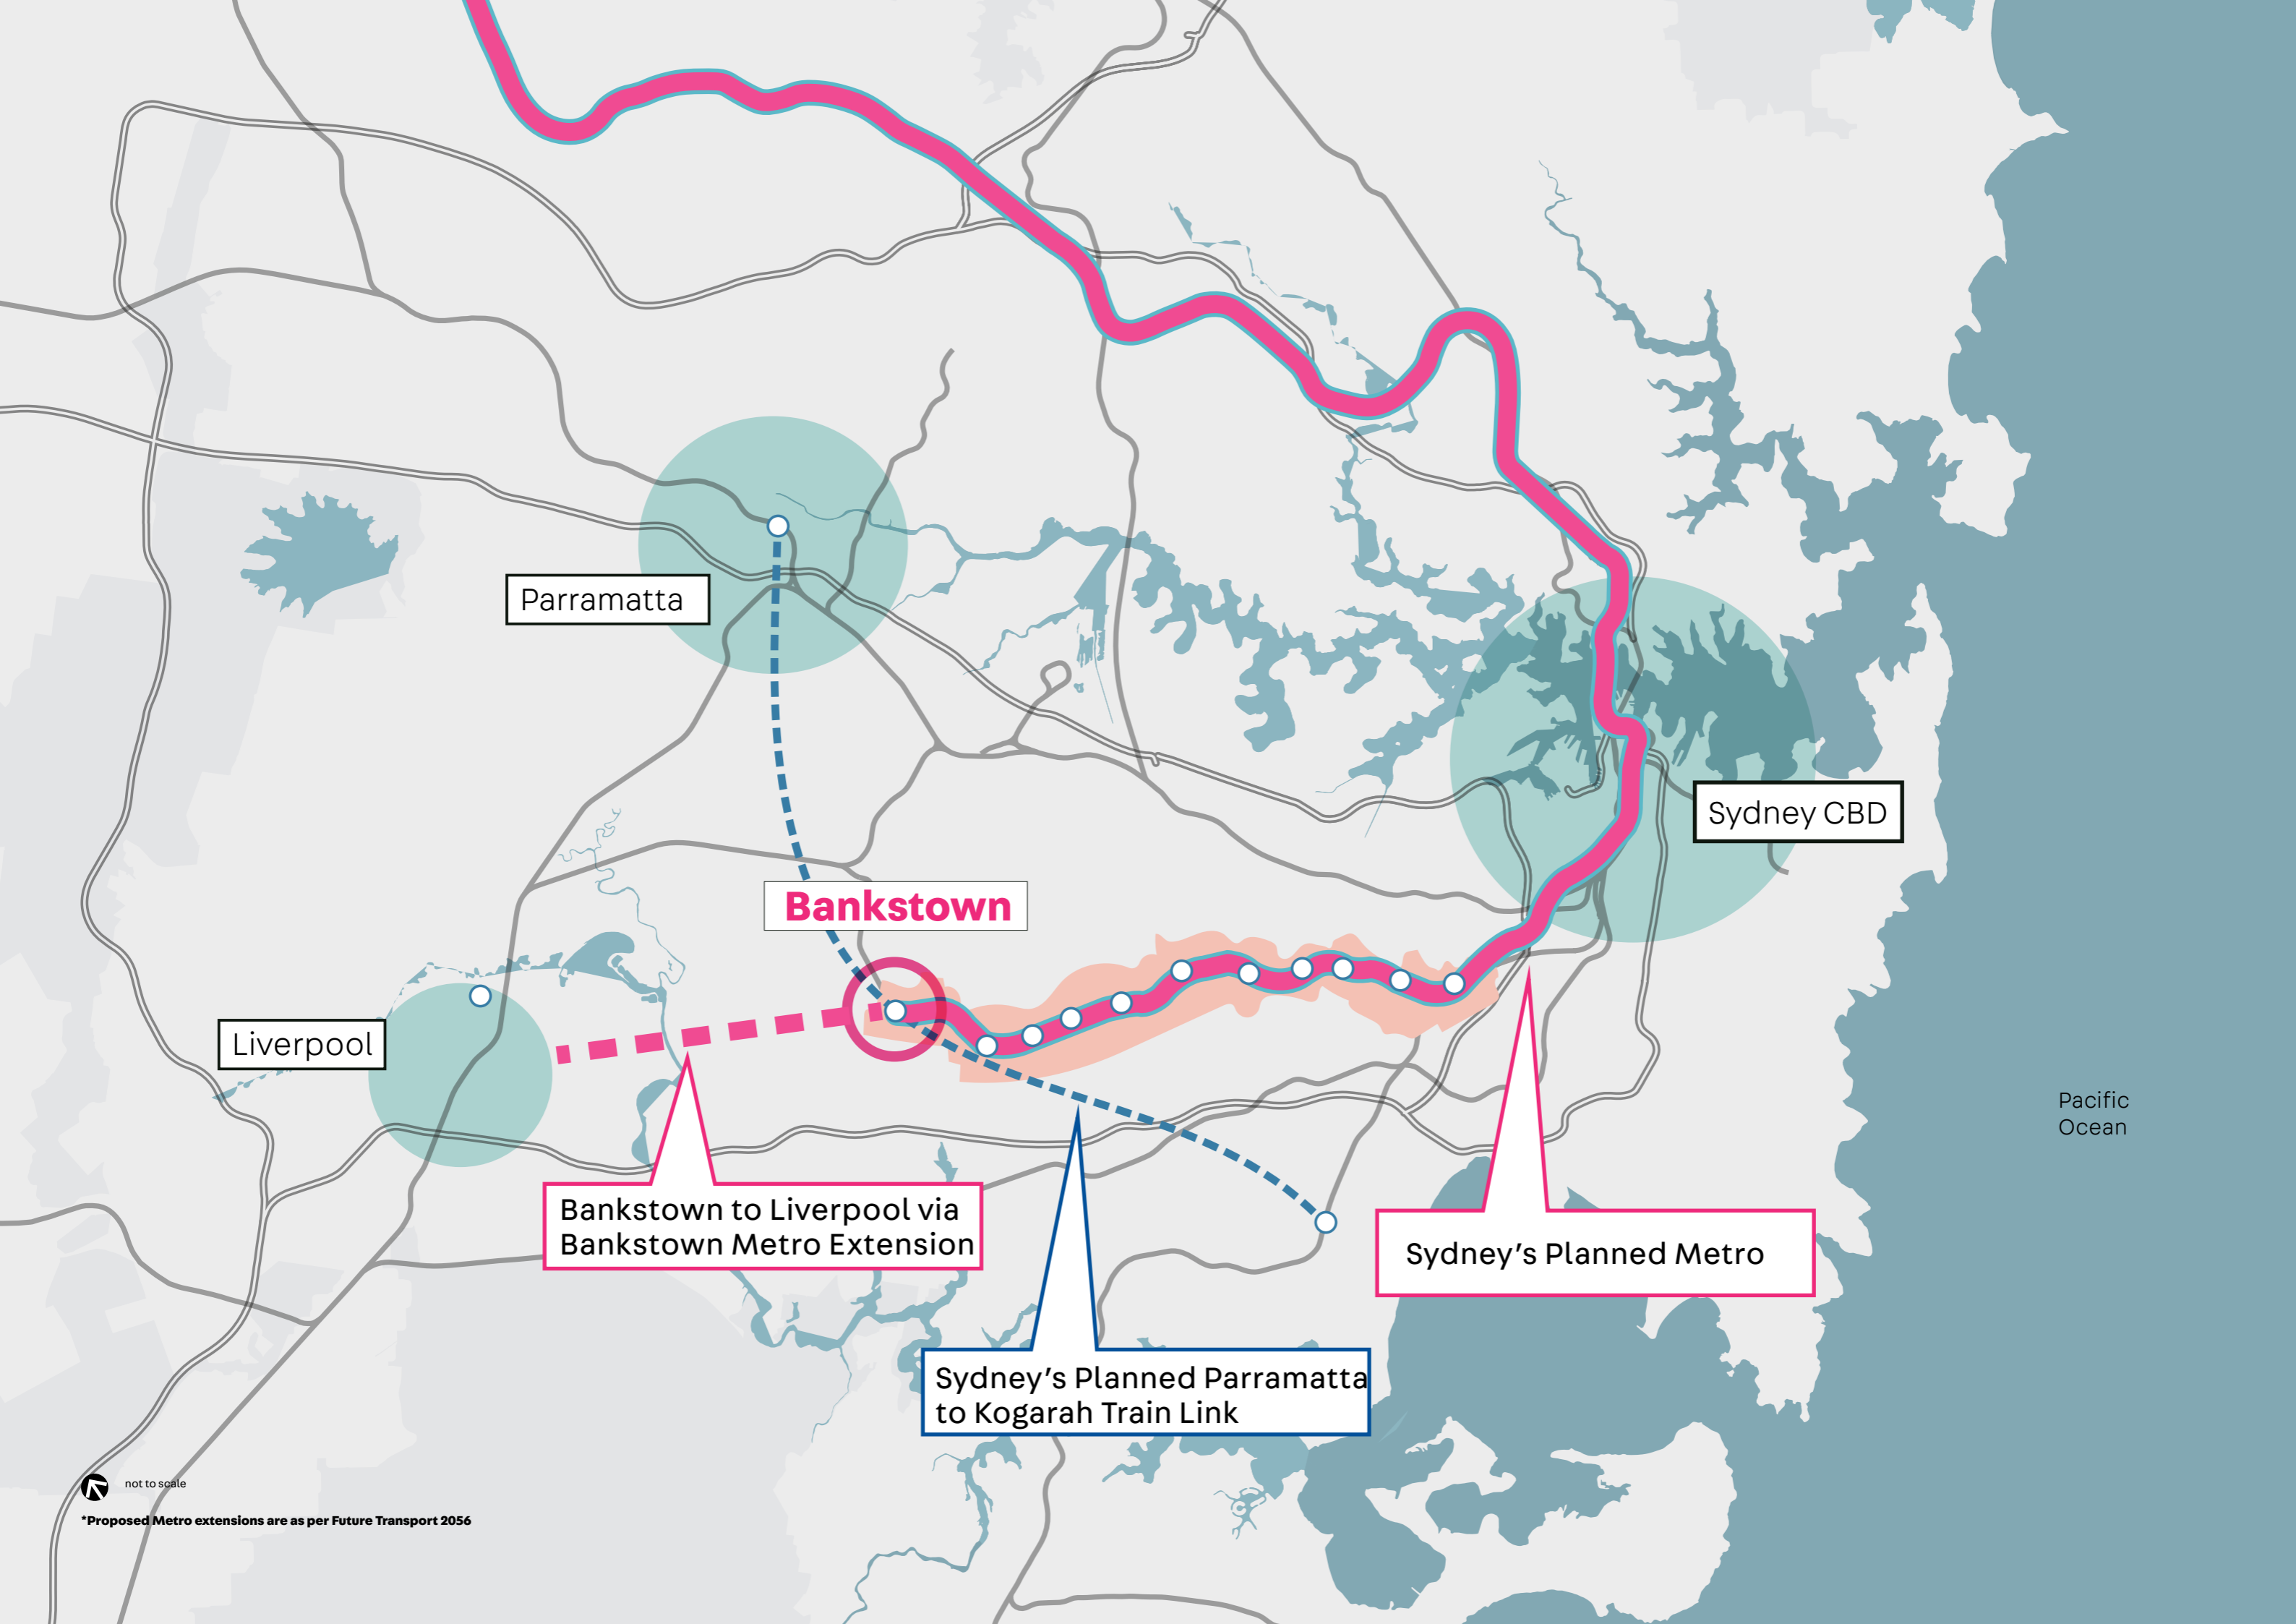 Parramatta
Sydney CBD
Bankstown
Liverpool
Pacific
Ocean
Bankstown to Liverpool via
Bankstown Metro Extension
Sydney’s Planned Metro
Sydney’s Planned Parramatta
to Kogarah Train Link
not to scale
*Proposed Metro extensions are as per Future Transport 2056